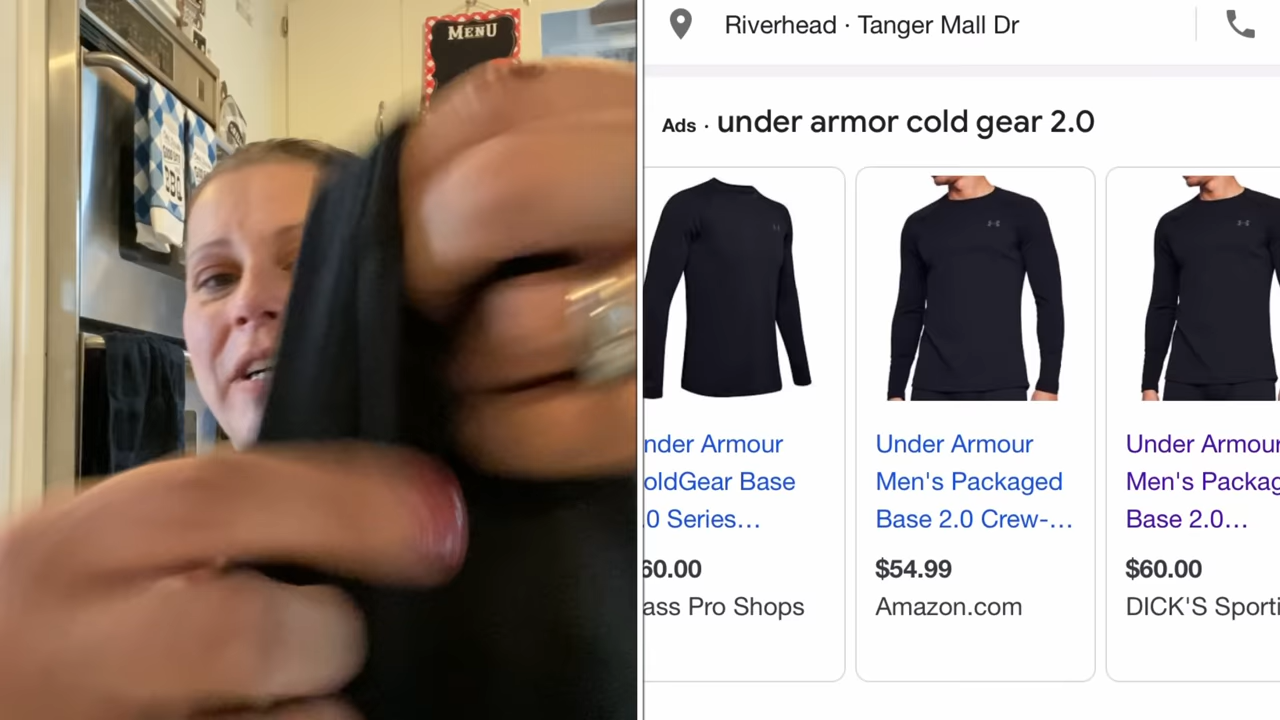 MENU
BBQ
Riverhead · Tanger Mall Dr
Ads · under armor cold gear 2.0
nder Armour
oldGear Base
.0 Series...
60.00
ass Pro Shops
Under Armour
Men's Packaged
Base 2.0 Crew-...
$54.99
Amazon.com
Under Armour
Men's Packag
Base 2.0...
$60.00
DICK'S Sporti